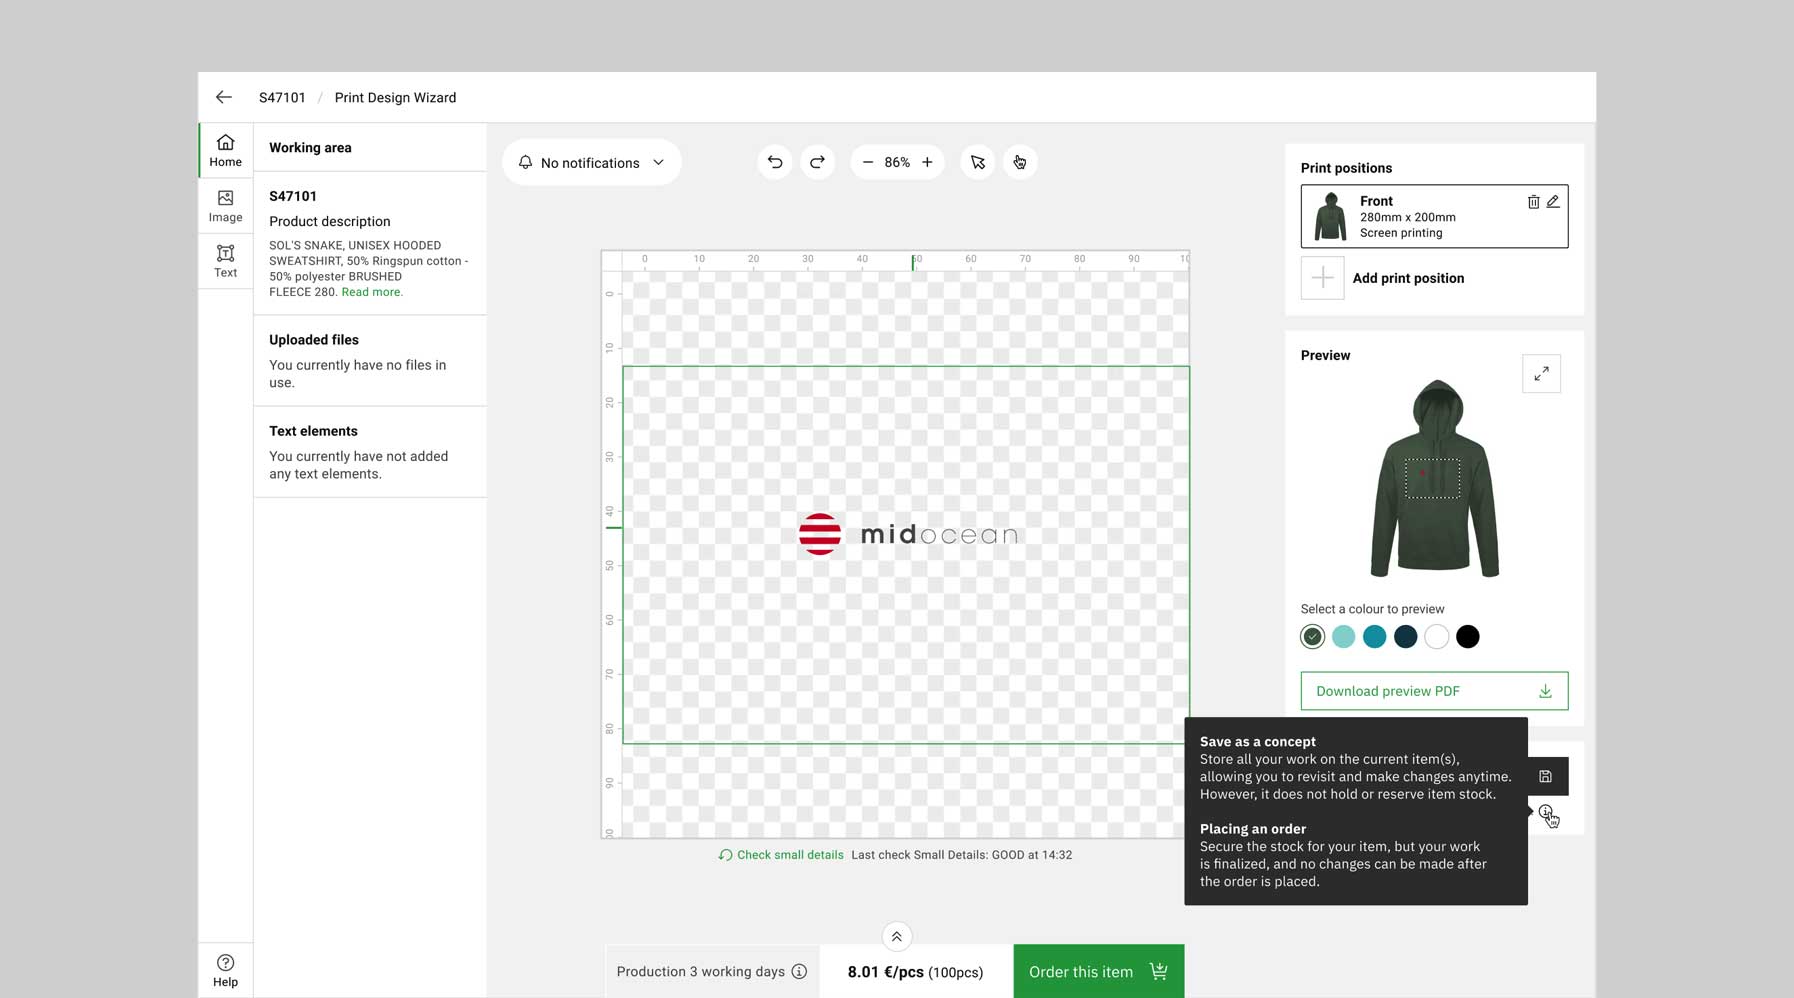 S47101 / Print Design Wizard
Home
Image
Text
Help
Working area
S47101
Product description
SOL'S SNAKE, UNISEX HOODED
SWEATSHIRT, 50% Ringspun cotton -
50% polyester BRUSHED
FLEECE 280. Read more.
Uploaded files
You currently have no files in
use.
Text elements
You currently have not added
any text elements.
No notifications
86%
0 10 20 30 40 50 60 70 80 90 10
0
10
20
30
40
50
60
70
80
90
00
midocean
Check small details Last check Small Details: GOOD at 14:32
Production 3 working days
8.01 €/pcs (100pcs)
Order this item
Print positions
Front
280mm x 200mm
Screen printing
Add print position
Preview
Select a colour to preview
Download preview PDF
Save as a concept
Store all your work on the current item(s),
allowing you to revisit and make changes anytime.
However, it does not hold or reserve item stock.
Placing an order
Secure the stock for your item, but your work
is finalized, and no changes can be made after
the order is placed.